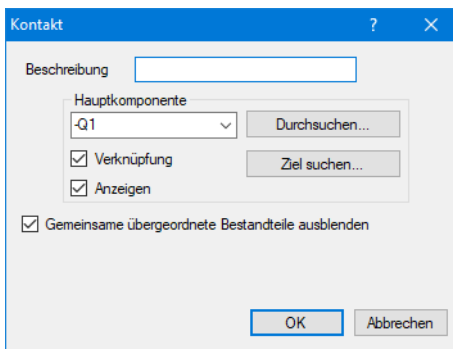 Kontakt ? ×
Beschreibung
Hauptkomponente
-Q1 Durchsuchen...
Verknüpfung Ziel suchen...
Anzeigen
Gemeinsame übergeordnete Bestandteile ausblenden
OK Abbrechen